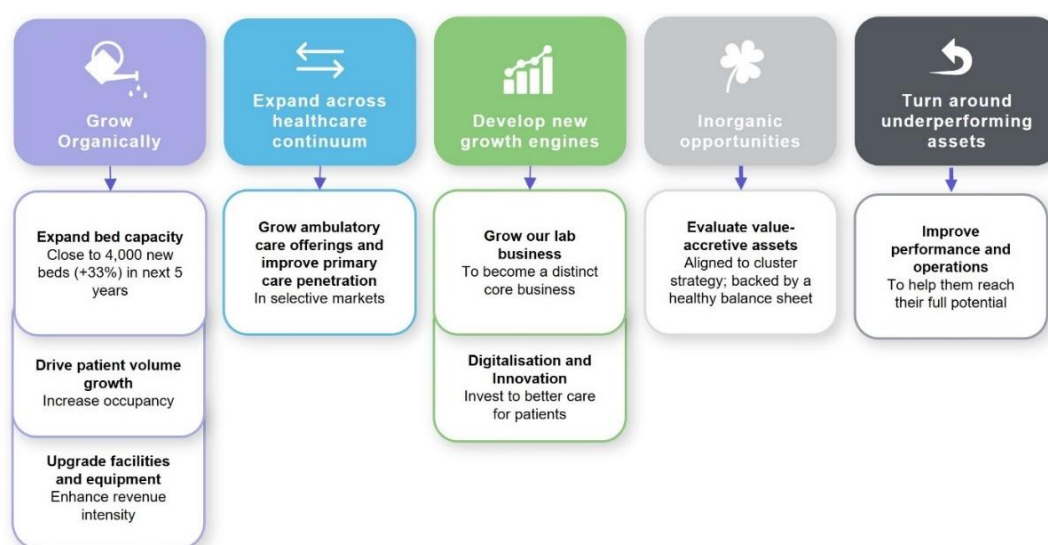 Grow
Organically
Expand across
healthcare
continuum
Develop new
growth engines
Inorganic
opportunities
Turn around
underperforming
assets
Expand bed capacity
Close to 4,000 new
beds (+33%) in next 5
years
Drive patient volume
growth
Increase occupancy
Upgrade facilities
and equipment
Enhance revenue
intensity
Grow ambulatory
care offerings and
improve primary
care penetration
In selective markets
Grow our lab
business
To become a distinct
core business
Digitalisation and
Innovation
Invest to better care
for patients
Evaluate value-
accretive assets
Aligned to cluster
strategy; backed by a
healthy balance sheet
Improve
performance and
operations
To help them reach
their full potential